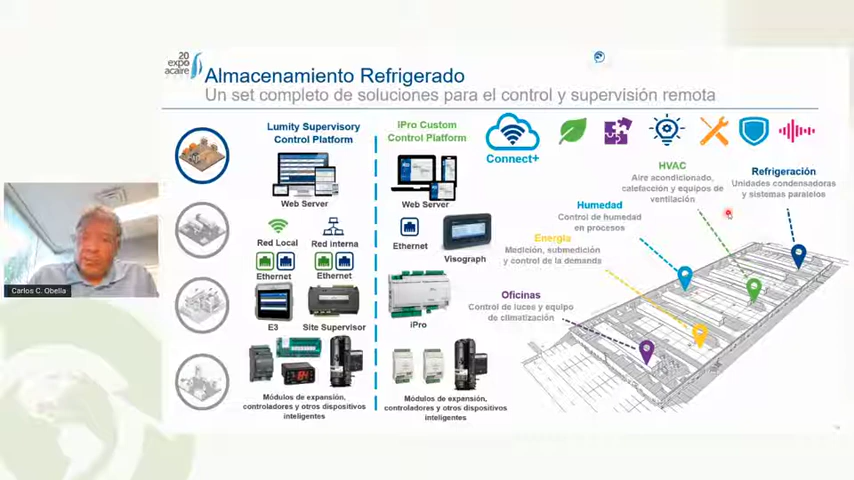 20
expo
acaire
Almacenamiento Refrigerado
Un set completo de soluciones para el control y supervisión remota
Lumity Supervisory
Control Platform
Web Server
Red Local
Red interna
Ethernet
Ethernet
E3
Site Supervisor
Módulos de expansión,
controladores y otros dispositivos
inteligentes
iPro Custom
Control Platform
Web Server
Ethernet
Visograph
iPro
Módulos de expansión,
controladores y otros dispositivos
inteligentes
Connect+
HVAC
Aire acondicionado,
calefacción y equipos de
ventilación
Refrigeración
Unidades condensadoras
y sistemas paralelos
Humedad
Control de humedad
en procesos
Energía
Medición, submedición
y control de la demanda
Oficinas
Control de luces y equipo
de climatización
Carlos C. Obella